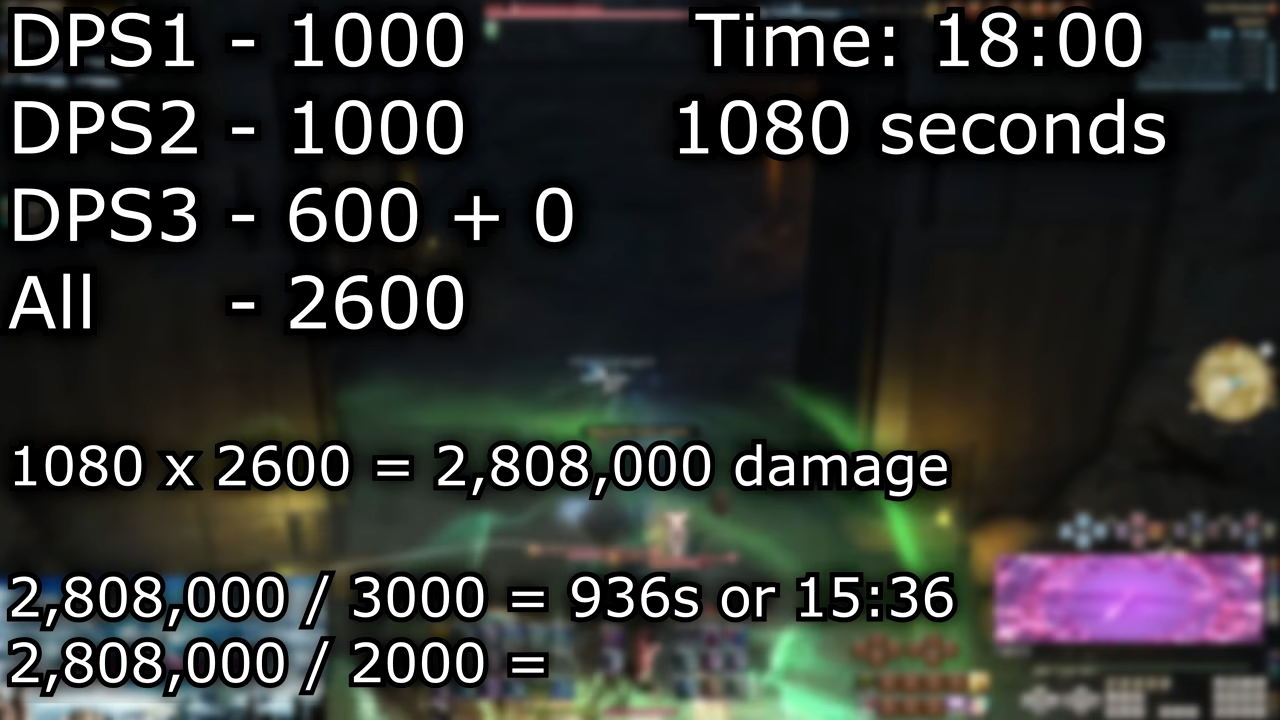 DPS1 - 1000
DPS2 - 1000
DPS3 - 600 + 0
All - 2600
Time: 18:00
1080 seconds
1080 x 2600 = 2,808,000 damage
2,808,000 / 3000 = 936s or 15:36
2,808,000 / 2000 =